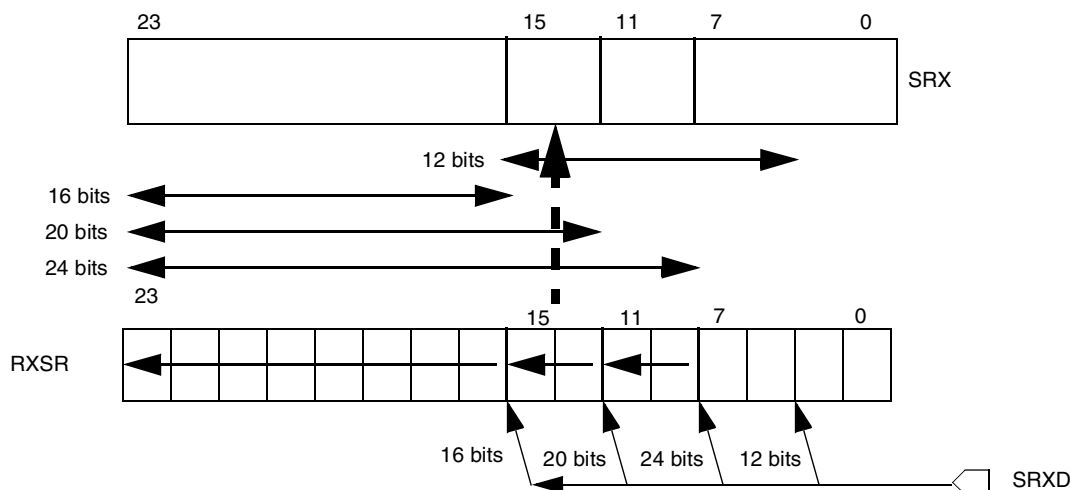 23 15 11 7 0
SRX
12 bits
16 bits
20 bits
24 bits
23
15 11 7 0
RXSR
16 bits 20 bits 24 bits 12 bits
SRXD